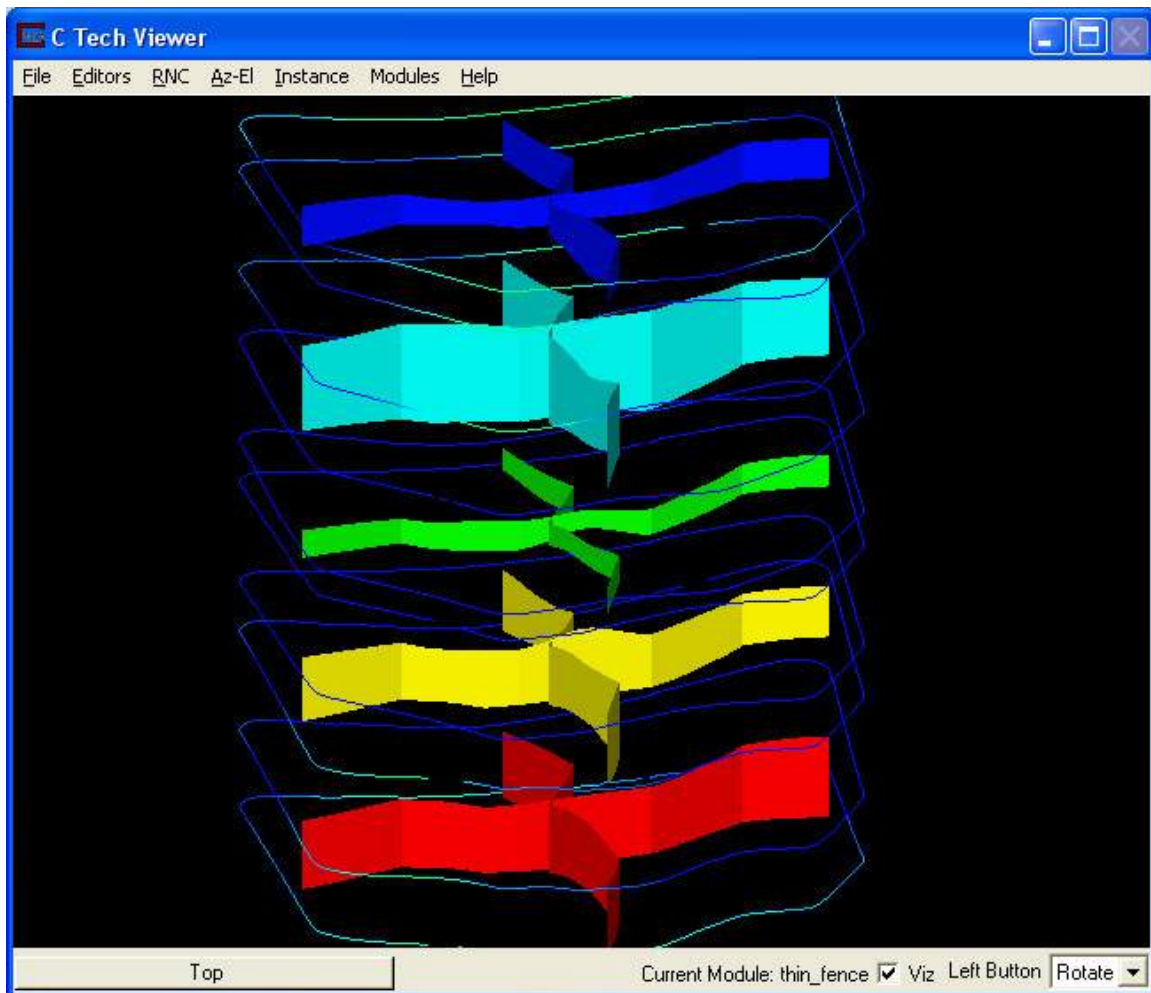 C Tech Viewer
File Editors RNC Az-El Instance Modules Help
Top Current Module: thin_fence Viz Left Button Rotate